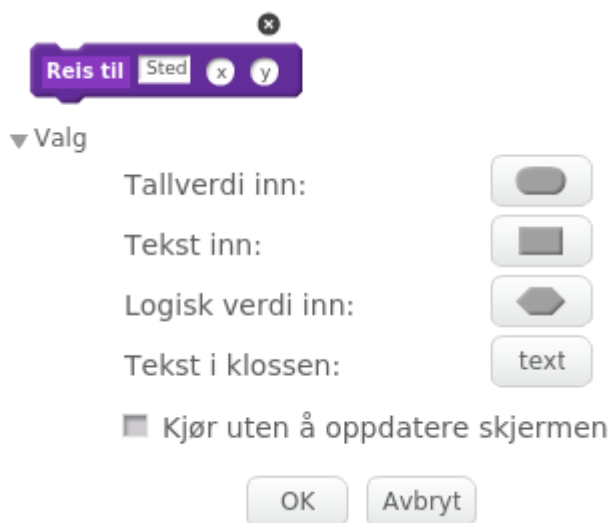 Reis til Sted x y
Valg
Tallverdi inn:
Tekst inn:
Logisk verdi inn:
Tekst i klossen: text
Kjør uten å oppdatere skjermen
OK Avbryt